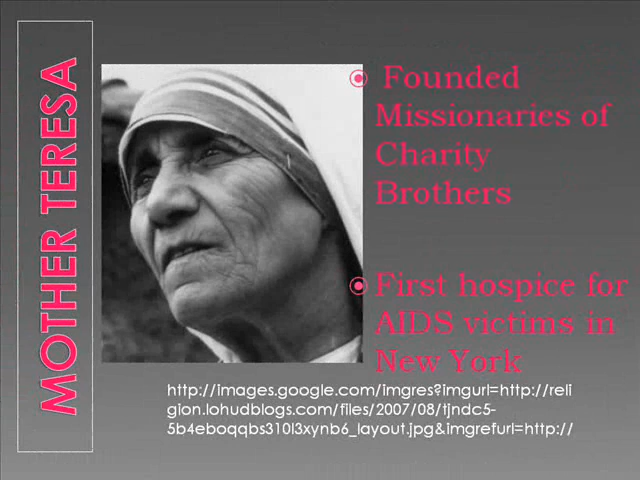 MOTHER TERESA
Founded
Missionaries of
Charity
Brothers
First hospice for
AIDS victims in
New York
http://images.google.com/imgres?imgurl=http://reli
gion.lohudblogs.com/files/2007/08/tjndc5-
5b4eboqqbs310l3xynb6_layout.jpg&imgrefurl=http://